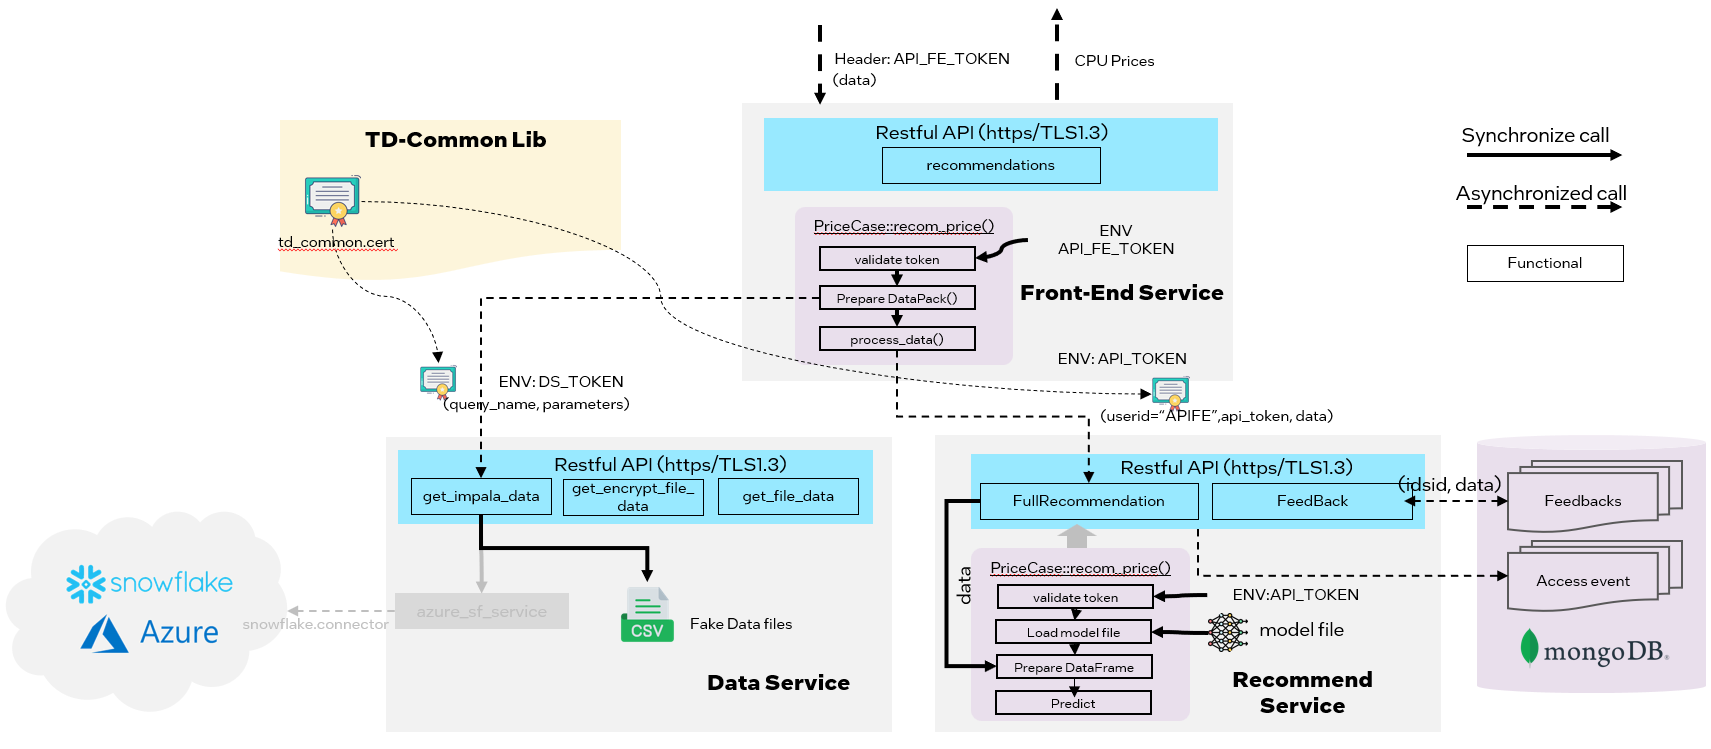 Header: API_FE_TOKEN
(data)
CPU Prices
TD-Common Lib
td_common.cert
Restful API (https/TLS1.3)
recommendations
PriceCase::recom_price()
validate token
Prepare DataPack()
process_data()
ENV
API_FE_TOKEN
Front-End Service
Synchronize call
Asynchronized call
Functional
ENV: DS_TOKEN
(query_name, parameters)
ENV: API_TOKEN
(userid="APIFE",api_token, data)
Restful API (https/TLS1.3)
get_impala_data
get_encrypt_file_
data
get_file_data
azure_sf_service
snowflake.connector
snowflake
Azure
CSV
Fake Data files
Data Service
Restful API (https/TLS1.3)
FullRecommendation
FeedBack
(idsid, data)
data
PriceCase::recom_price()
validate token
Load model file
Prepare DataFrame
Predict
ENV:API_TOKEN
model file
Recommend
Service
Feedbacks
Access event
mongoDB®